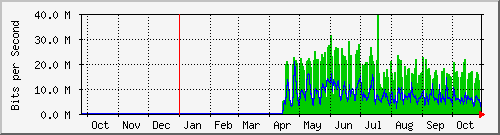 Bits per Second
40.0 M
30.0 M
20.0 M
10.0 M
0.0 M
Oct Nov Dec Jan Feb Mar Apr May Jun Jul Aug Sep Oct